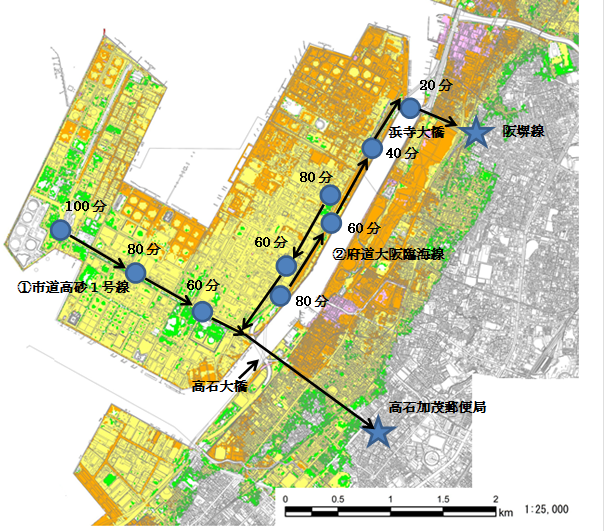 20分
浜寺大橋
阪堺線
40分
80分
100分
60分
60分
②府道大阪臨海線
80分
①市道高砂1号線
60分
80分
高石大橋
高石加茂郵便局
0 0.5 1 1.5 2
km
1:25,000